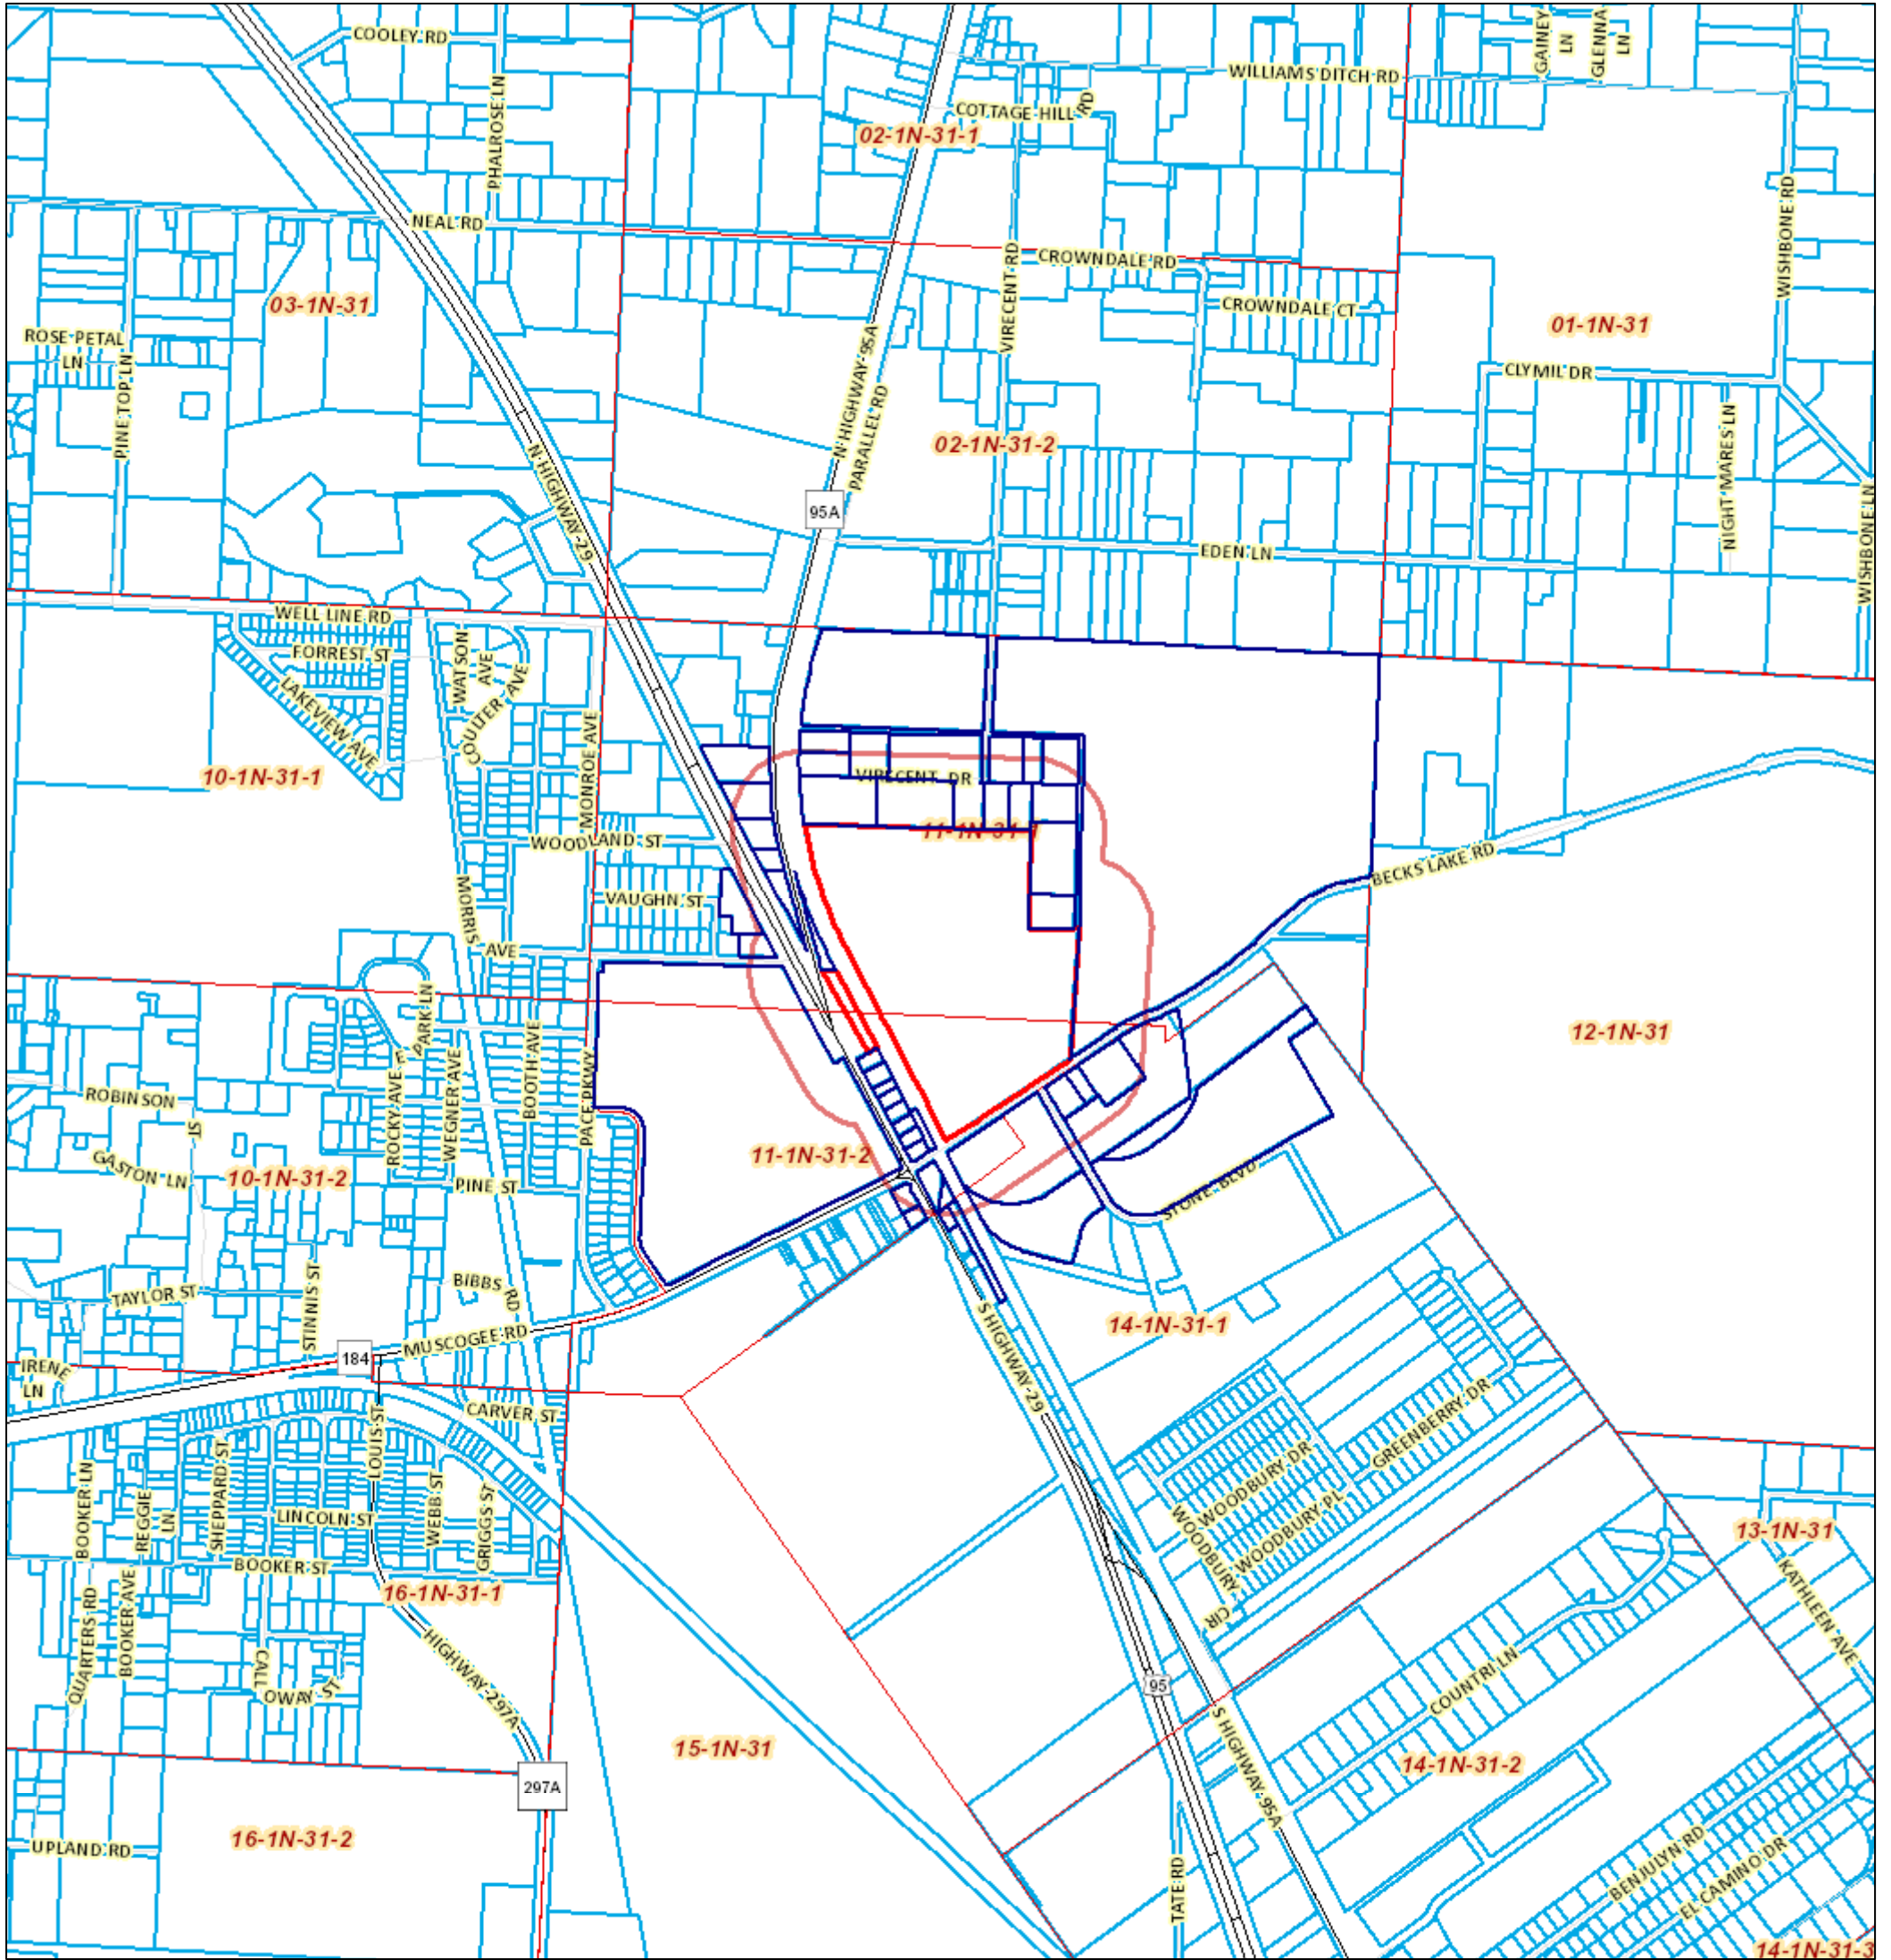 COOLEY RD
PHALROSE LN
NEAL RD
02-1N-31-1
COTTAGE HILL RD
WILLIAMS DITCH RD
GAINEY
LN
GLENNA
LN
WISHBONE RD
VIRECENT RD
CROWNDALE RD
CROWNDALE CT
03-1N-31
01-1N-31
ROSE PETAL
LN
PINE TOP LN
N HIGHWAY 95A
PARALLEL RD
CLYMIL DR
NIGHT MARES LN
02-1N-31-2
N HIGHWAY 29
95A
EDEN LN
WISHBONE LN
WELL LINE RD
FORREST ST
WATSON
AVE
COULTER AVE
LAKEVIEW AVE
MONROE AVE
10-1N-31-1
VIRECENT DR
11-1N-31-1
WOODLAND ST
VAUGHN ST
MORRIS
AVE
BECKS LAKE RD
12-1N-31
PARK LN
ROBINSON
ST
ROCKY AVE E
WEGNER AVE
BOOTH AVE
PACE PKWY
GASTON LN
10-1N-31-2
PINE ST
11-1N-31-2
STONE BLVD
TAYLOR ST
STINNIS ST
BIBBS RD
14-1N-31-1
184
MUSCOGEE RD
IRENE
LN
S HIGHWAY 29
CARVER ST
LOUIS ST
BOOKER LN
REGGIE
LN
SHEPPARD ST
LINCOLN ST
WEBB ST
GRIGGS ST
WOODBURY DR
GREENBERRY DR
WOODBURY PL
WOODBURY
CIR
13-1N-31
KATHLEEN AVE
BOOKER ST
16-1N-31-1
QUARTERS RD
BOOKER AVE
CALL
OWAY ST
HIGHWAY 297A
COUNTRI LN
95
S HIGHWAY 95A
15-1N-31
14-1N-31-2
297A
16-1N-31-2
UPLAND RD
TATE RD
BENJULYN RD
EL CAMINO DR
14-1N-31-3